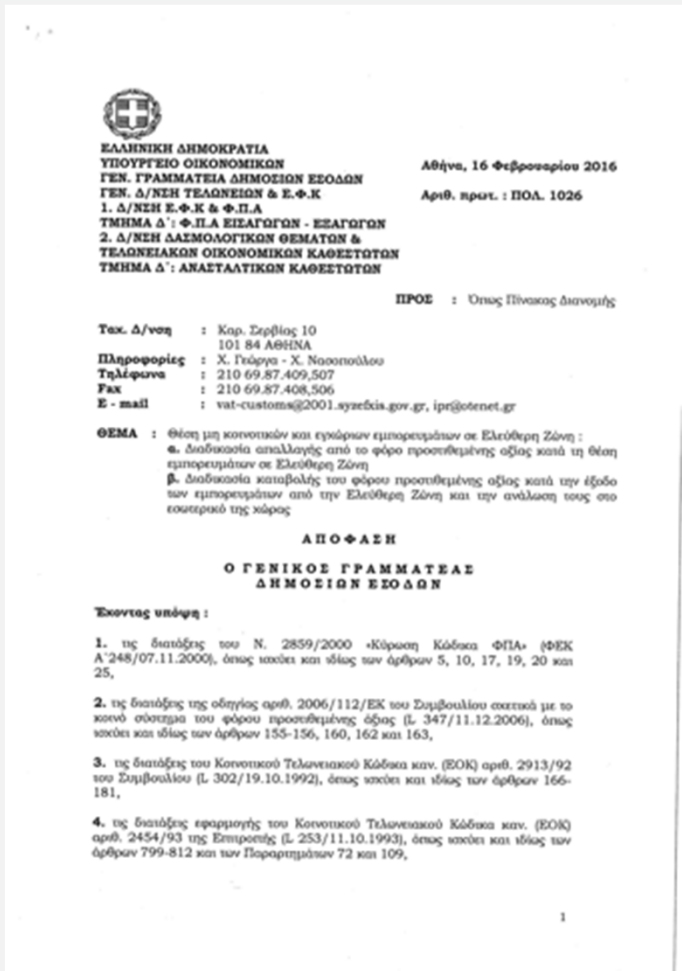 ΕΛΛΗΝΙΚΗ ΔΗΜΟΚΡΑΤΙΑ
ΥΠΟΥΡΓΕΙΟ ΟΙΚΟΝΟΜΙΚΩΝ
ΓΕΝ. ΓΡΑΜΜΑΤΕΙΑ ΔΗΜΟΣΙΩΝ ΕΣΟΔΩΝ
ΓΕΝ. Δ/ΝΣΗ ΤΕΛΩΝΕΙΩΝ & Ε.Φ.Κ
1. Δ/ΝΣΗ Ε.Φ.Κ & Φ.Π.Α
ΤΜΗΜΑ Δ΄: Φ.Π.Α ΕΙΣΑΓΩΓΩΝ - ΕΞΑΓΩΓΩΝ
2. Δ/ΝΣΗ ΔΑΣΜΟΛΟΓΙΚΩΝ ΘΕΜΑΤΩΝ &
ΤΕΛΩΝΕΙΑΚΩΝ ΟΙΚΟΝΟΜΙΚΩΝ ΚΑΘΕΣΤΩΤΩΝ
ΤΜΗΜΑ Δ΄: ΑΝΑΣΤΑΛΤΙΚΩΝ ΚΑΘΕΣΤΩΤΩΝ
Αθήνα, 16 Φεβρουαρίου 2016
Αριθ. πρωτ. : ΠΟΛ. 1026
ΠΡΟΣ : Όπως Πίνακας Διανομής
Ταχ. Δ/νση : Καρ. Σερβίας 10
101 84 ΑΘΗΝΑ
Πληροφορίες : Χ. Γεώργα - Χ. Νασοπούλου
Τηλέφωνα : 210 69.87.409,507
Fax : 210 69.87.408,506
E - mail : vat-customs@2001.syzefxis.gov.gr, ipr@otenet.gr
ΘΕΜΑ : Θέση μη κοινοτικών και εγχώριων εμπορευμάτων σε Ελεύθερη Ζώνη :
α. Διαδικασία απαλλαγής από το φόρο προστιθεμένης αξίας κατά τη θέση
εμπορευμάτων σε Ελεύθερη Ζώνη
β. Διαδικασία καταβολής του φόρου προστιθεμένης αξίας κατά την έξοδο
των εμπορευμάτων από την Ελεύθερη Ζώνη και την ανάλωση τους στο
εσωτερικό της χώρας
ΑΠΟΦΑΣΗ
Ο ΓΕΝΙΚΟΣ ΓΡΑΜΜΑΤΕΑΣ
ΔΗΜΟΣΙΩΝ ΕΣΟΔΩΝ
Έχοντας υπόψη :
1. τις διατάξεις του Ν. 2859/2000 «Κύρωση Κώδικα ΦΠΑ» (ΦΕΚ
Α΄248/07.11.2000), όπως ισχύει και ιδίως των άρθρων 5, 10, 17, 19, 20 και
25,
2. τις διατάξεις της οδηγίας αριθ. 2006/112/ΕΚ του Συμβουλίου σχετικά με το
κοινό σύστημα του φόρου προστιθεμένης άξιας (L 347/11.12.2006), όπως
ισχύει και ιδίως των άρθρων 155-156, 160, 162 και 163,
3. τις διατάξεις του Κοινοτικού Τελωνειακού Κώδικα καν. (ΕΟΚ) αριθ. 2913/92
του Συμβουλίου (L 302/19.10.1992), όπως ισχύει και ιδίως των άρθρων 166-
181,
4. τις διατάξεις εφαρμογής του Κοινοτικού Τελωνειακού Κώδικα καν. (ΕΟΚ)
αριθ. 2454/93 της Επιτροπής (L 253/11.10.1993), όπως ισχύει και ιδίως των
άρθρων 799-812 και των Παραρτημάτων 72 και 109,
1